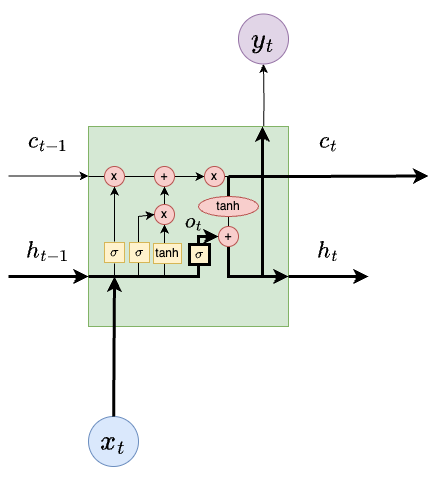 y_t
c_{t-1}
c_t
x + x
tanh
x
o_t
+
h_{t-1}
σ σ tanh σ
h_t
x_t